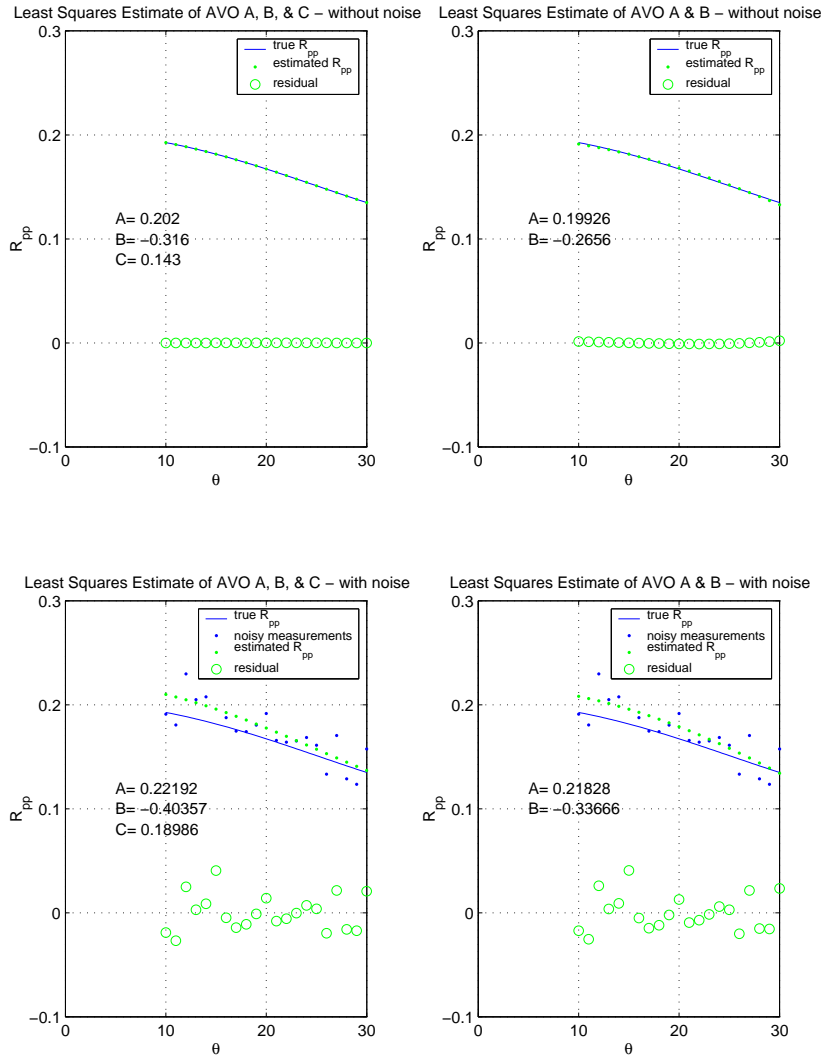 Least Squares Estimate of AVO A, B, & C – without noise
0.3
0.2
0.1
0
−0.1
0
10
20
30
θ
R_pp
true R_pp
estimated R_pp
residual
A= 0.202
B= −0.316
C= 0.143
Least Squares Estimate of AVO A & B – without noise
0.3
0.2
0.1
0
−0.1
0
10
20
30
θ
R_pp
true R_pp
estimated R_pp
residual
A= 0.19926
B= −0.2656
Least Squares Estimate of AVO A, B, & C – with noise
0.3
0.2
0.1
0
−0.1
0
10
20
30
θ
R_pp
true R_pp
noisy measurements
estimated R_pp
residual
A= 0.22192
B= −0.40357
C= 0.18986
Least Squares Estimate of AVO A & B – with noise
0.3
0.2
0.1
0
−0.1
0
10
20
30
θ
R_pp
true R_pp
noisy measurements
estimated R_pp
residual
A= 0.21828
B= −0.33666